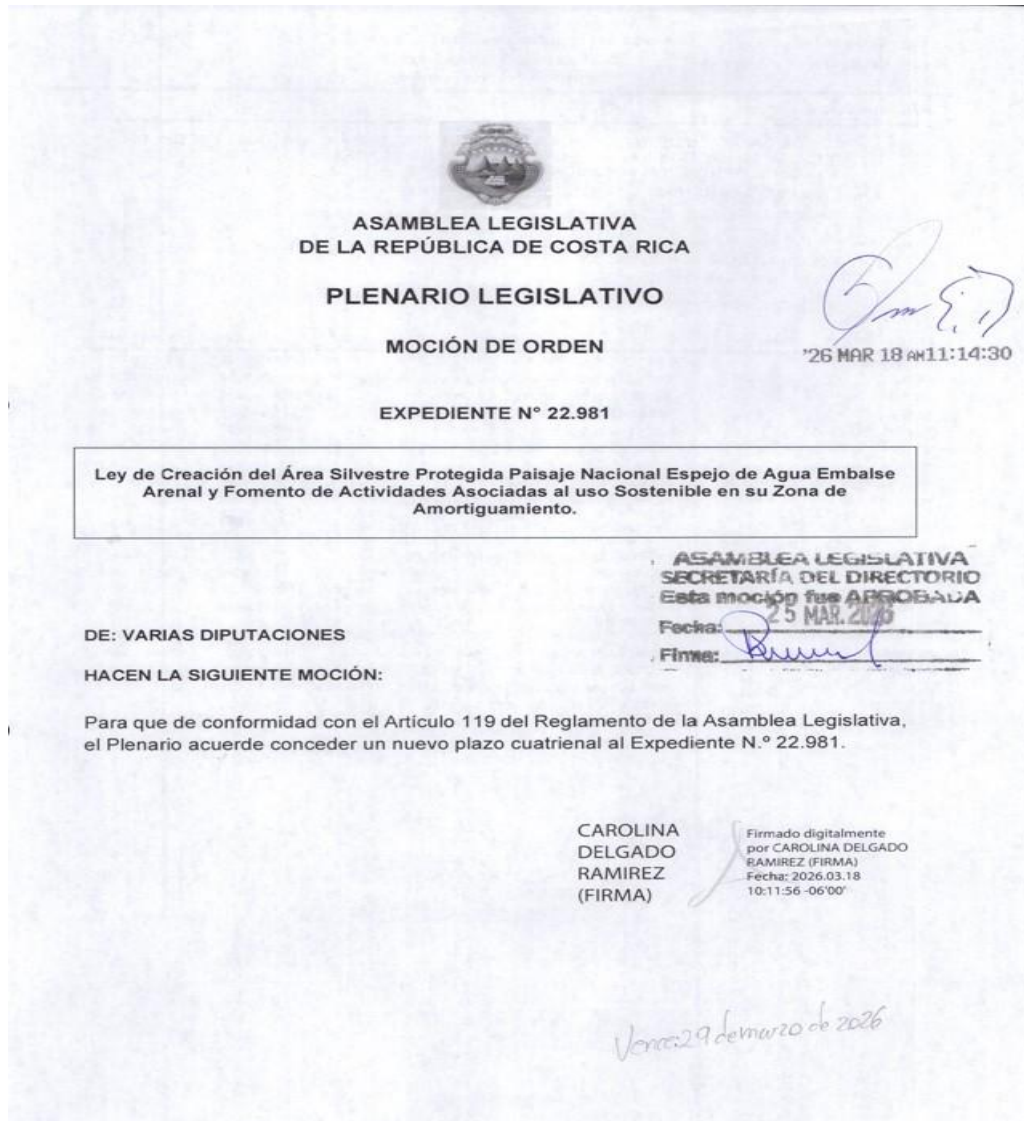 ASAMBLEA LEGISLATIVA
DE LA REPÚBLICA DE COSTA RICA
PLENARIO LEGISLATIVO
MOCIÓN DE ORDEN
'26 MAR 18 AM11:14:30
EXPEDIENTE N° 22.981
Ley de Creación del Área Silvestre Protegida Paisaje Nacional Espejo de Agua Embalse
Arenal y Fomento de Actividades Asociadas al uso Sostenible en su Zona de
Amortiguamiento.
ASAMBLEA LEGISLATIVA
SECRETARÍA DEL DIRECTORIO
Esta moción fue APROBADA
Fecha: 25 MAR. 2026
Firma:
DE: VARIAS DIPUTACIONES
HACEN LA SIGUIENTE MOCIÓN:
Para que de conformidad con el Artículo 119 del Reglamento de la Asamblea Legislativa,
el Plenario acuerde conceder un nuevo plazo cuatrienal al Expediente N.º 22.981.
CAROLINA
DELGADO
RAMIREZ
(FIRMA)
Firmado digitalmente
por CAROLINA DELGADO
RAMIREZ (FIRMA)
Fecha: 2026.03.18
10:11:56 -06'00'
Vence: 29 de marzo de 2026